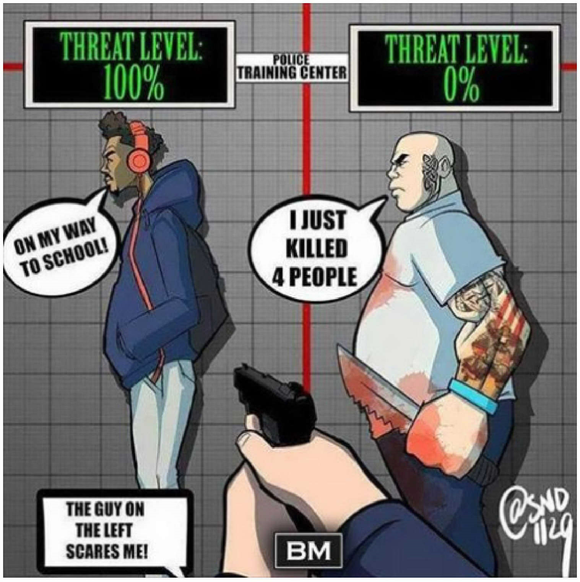 THREAT LEVEL:
100%
POLICE
TRAINING CENTER
THREAT LEVEL:
0%
ON MY WAY
TO SCHOOL!
I JUST
KILLED
4 PEOPLE
THE GUY ON
THE LEFT
SCARES ME!
BM
@SND
1129